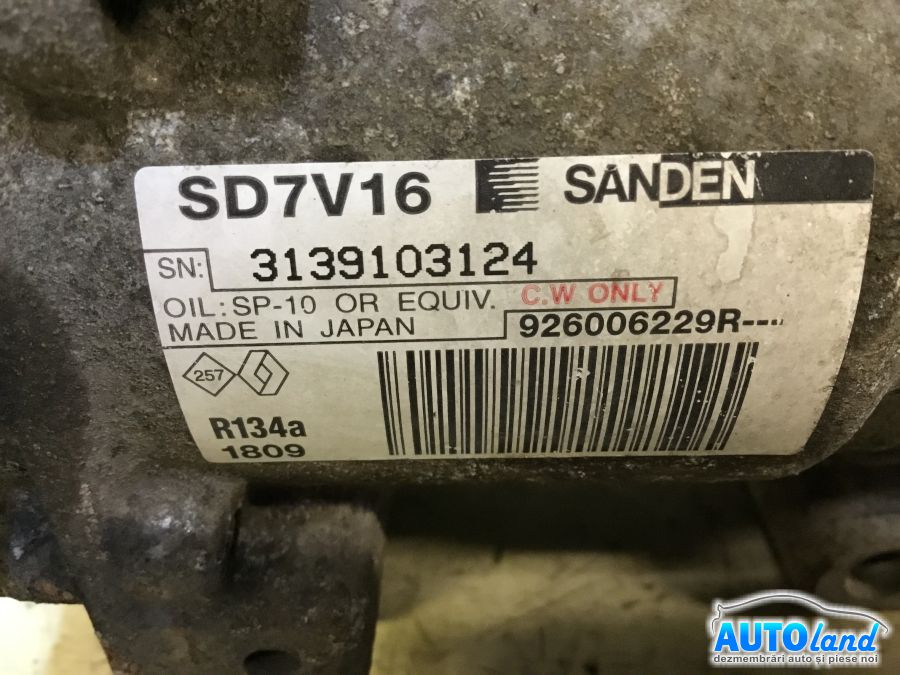 SD7V16 SANDEN
SN: 3139103124
OIL: SP-10 OR EQUIV. C.W ONLY
MADE IN JAPAN 926006229R---
257
R134a
1809
AUTOland
dezmembrări auto și piese noi